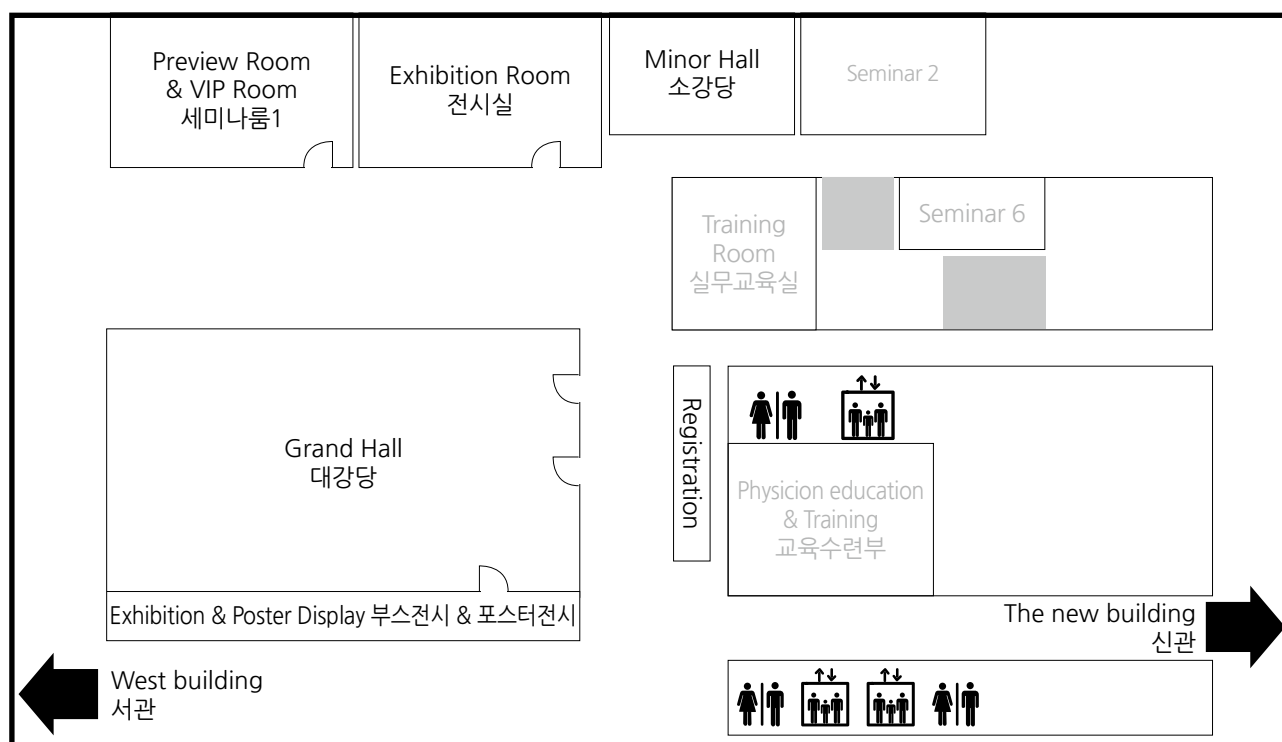 Preview Room
& VIP Room
세미나룸1
Exhibition Room
전시실
Minor Hall
소강당
Seminar 2
Training
Room
실무교육실
Seminar 6
Grand Hall
대강당
Registration
Physicion education
& Training
교육수련부
Exhibition & Poster Display 부스전시 & 포스터전시
The new building
신관
West building
서관